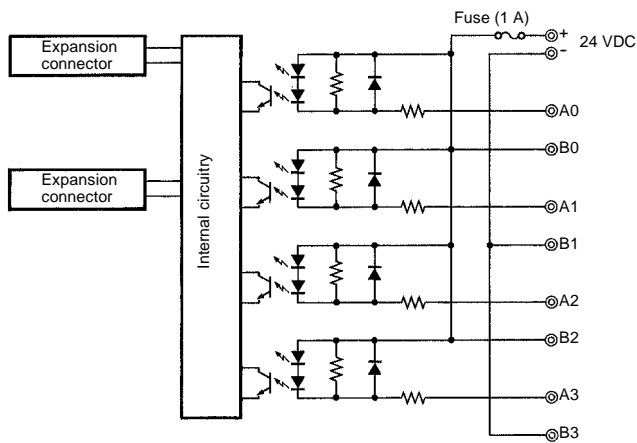 Fuse (1 A)
+
24 VDC
-
Expansion
connector
A0
B0
Expansion
connector
A1
Internal circuitry
B1
A2
B2
A3
B3